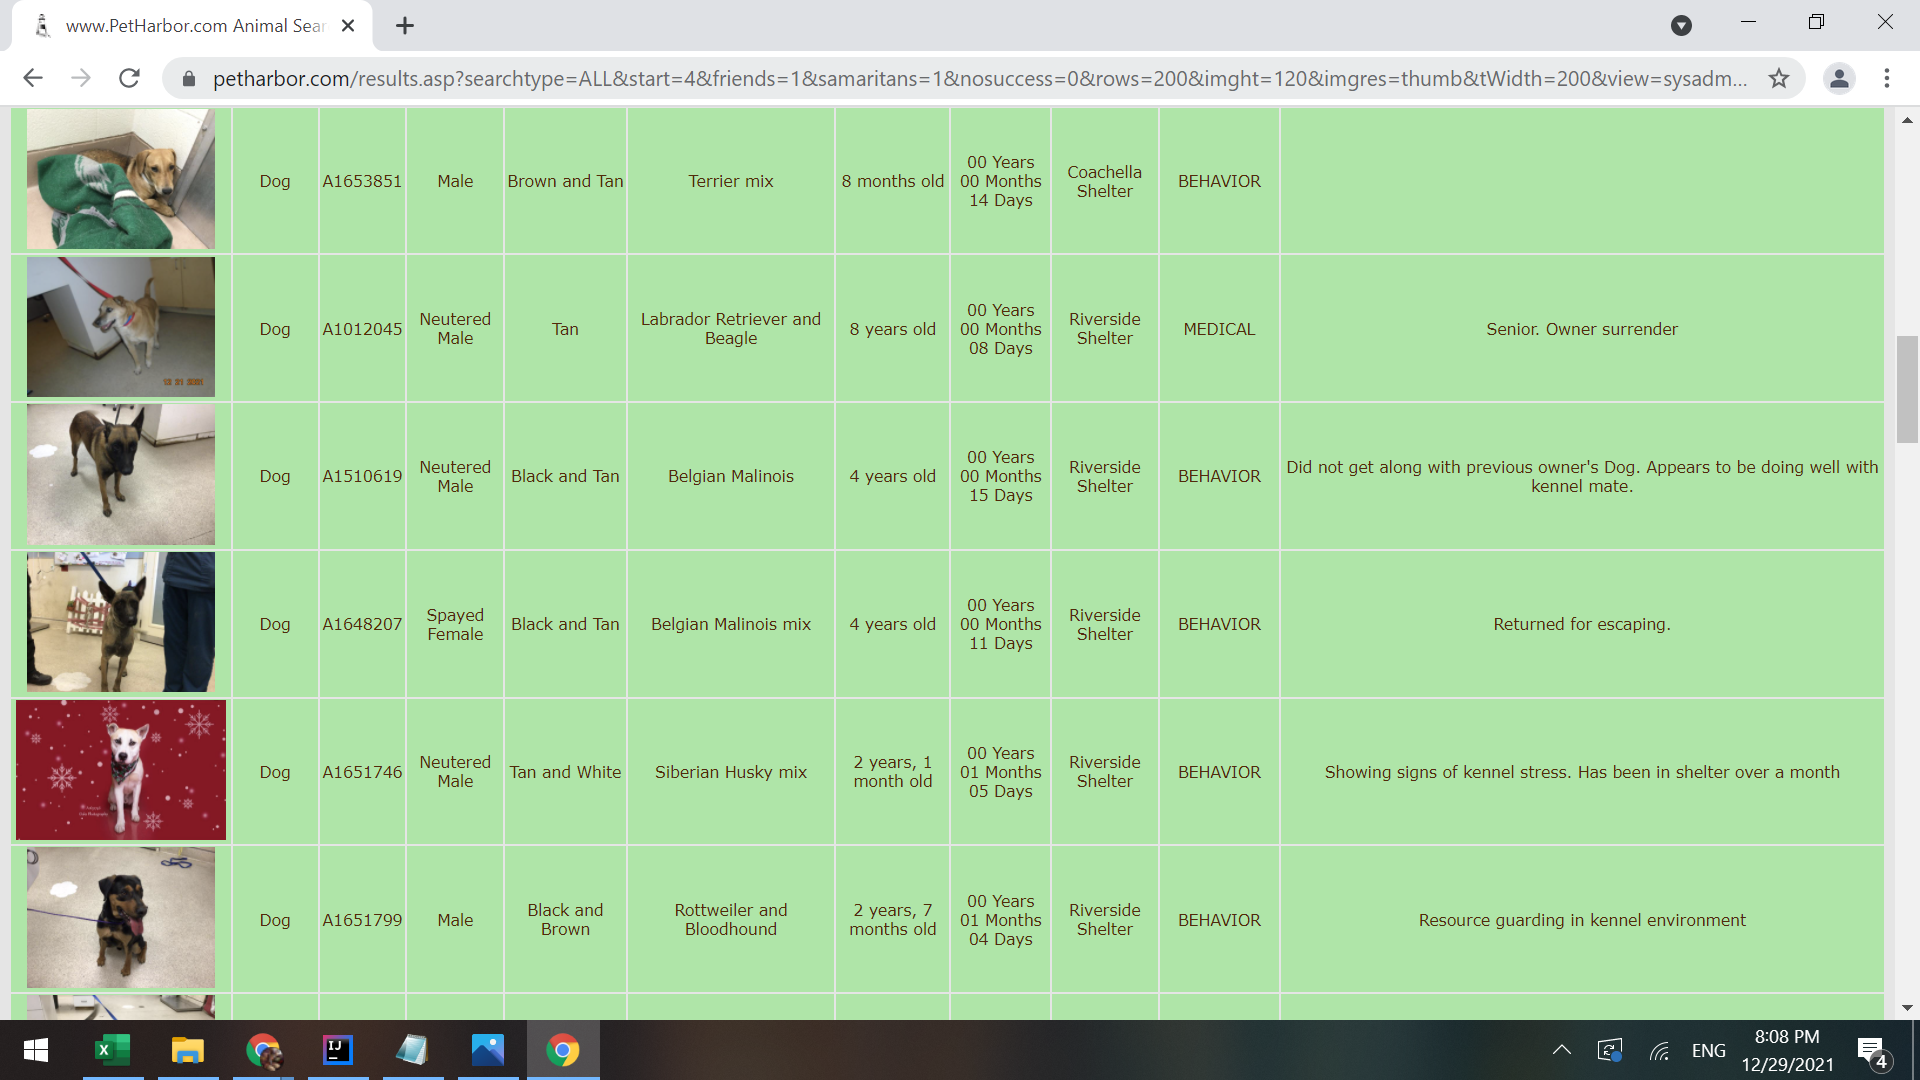 www.PetHarbor.com Animal Sear
petharbor.com/results.asp?searchtype=ALL&start=4&friends=1&samaritans=1&nosuccess=0&rows=200&imght=120&imgres=thumb&tWidth=200&view=sysadm...
Dog
A1653851
Male
Brown and Tan
Terrier mix
8 months old
00 Years
00 Months
14 Days
Coachella
Shelter
BEHAVIOR
Dog
A1012045
Neutered
Male
Tan
Labrador Retriever and
Beagle
8 years old
00 Years
00 Months
08 Days
Riverside
Shelter
MEDICAL
Senior. Owner surrender
Dog
A1510619
Neutered
Male
Black and Tan
Belgian Malinois
4 years old
00 Years
00 Months
15 Days
Riverside
Shelter
BEHAVIOR
Did not get along with previous owner's Dog. Appears to be doing well with
kennel mate.
Dog
A1648207
Spayed
Female
Black and Tan
Belgian Malinois mix
4 years old
00 Years
00 Months
11 Days
Riverside
Shelter
BEHAVIOR
Returned for escaping.
Dog
A1651746
Neutered
Male
Tan and White
Siberian Husky mix
2 years, 1
month old
00 Years
01 Months
05 Days
Riverside
Shelter
BEHAVIOR
Showing signs of kennel stress. Has been in shelter over a month
Dog
A1651799
Male
Black and
Brown
Rottweiler and
Bloodhound
2 years, 7
months old
00 Years
01 Months
04 Days
Riverside
Shelter
BEHAVIOR
Resource guarding in kennel environment
X
IJ
ENG
8:08 PM
12/29/2021
4